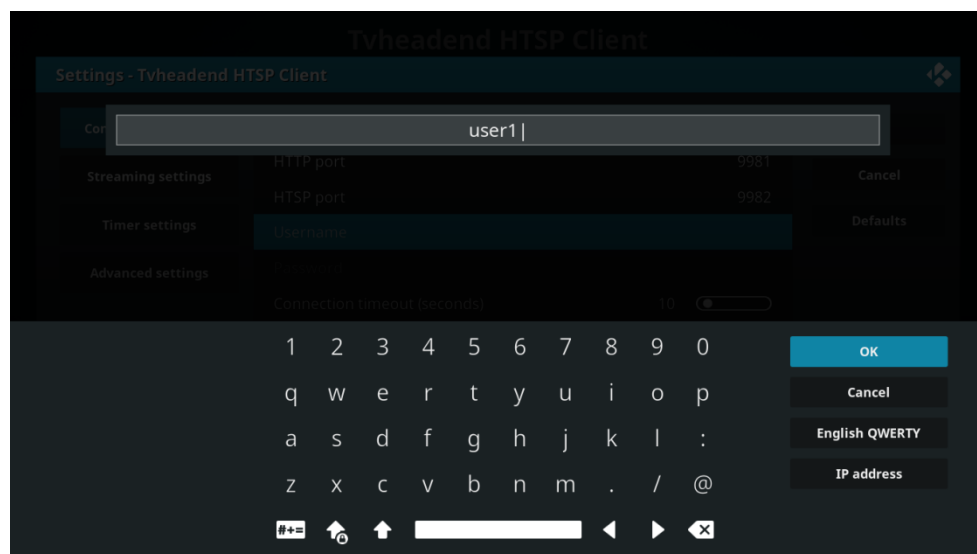 Tvheadend HTSP Client
Settings - Tvheadend HTSP Client
user1
HTTP port 9981
Streaming settings
Cancel
HTSP port 9982
Timer settings
Username
Defaults
Advanced settings
Connection timeout (seconds) 10
1 2 3 4 5 6 7 8 9 0
OK
q w e r t y u i o p
Cancel
a s d f g h j k l :
English QWERTY
z x c v b n m . / @
IP address
#+=